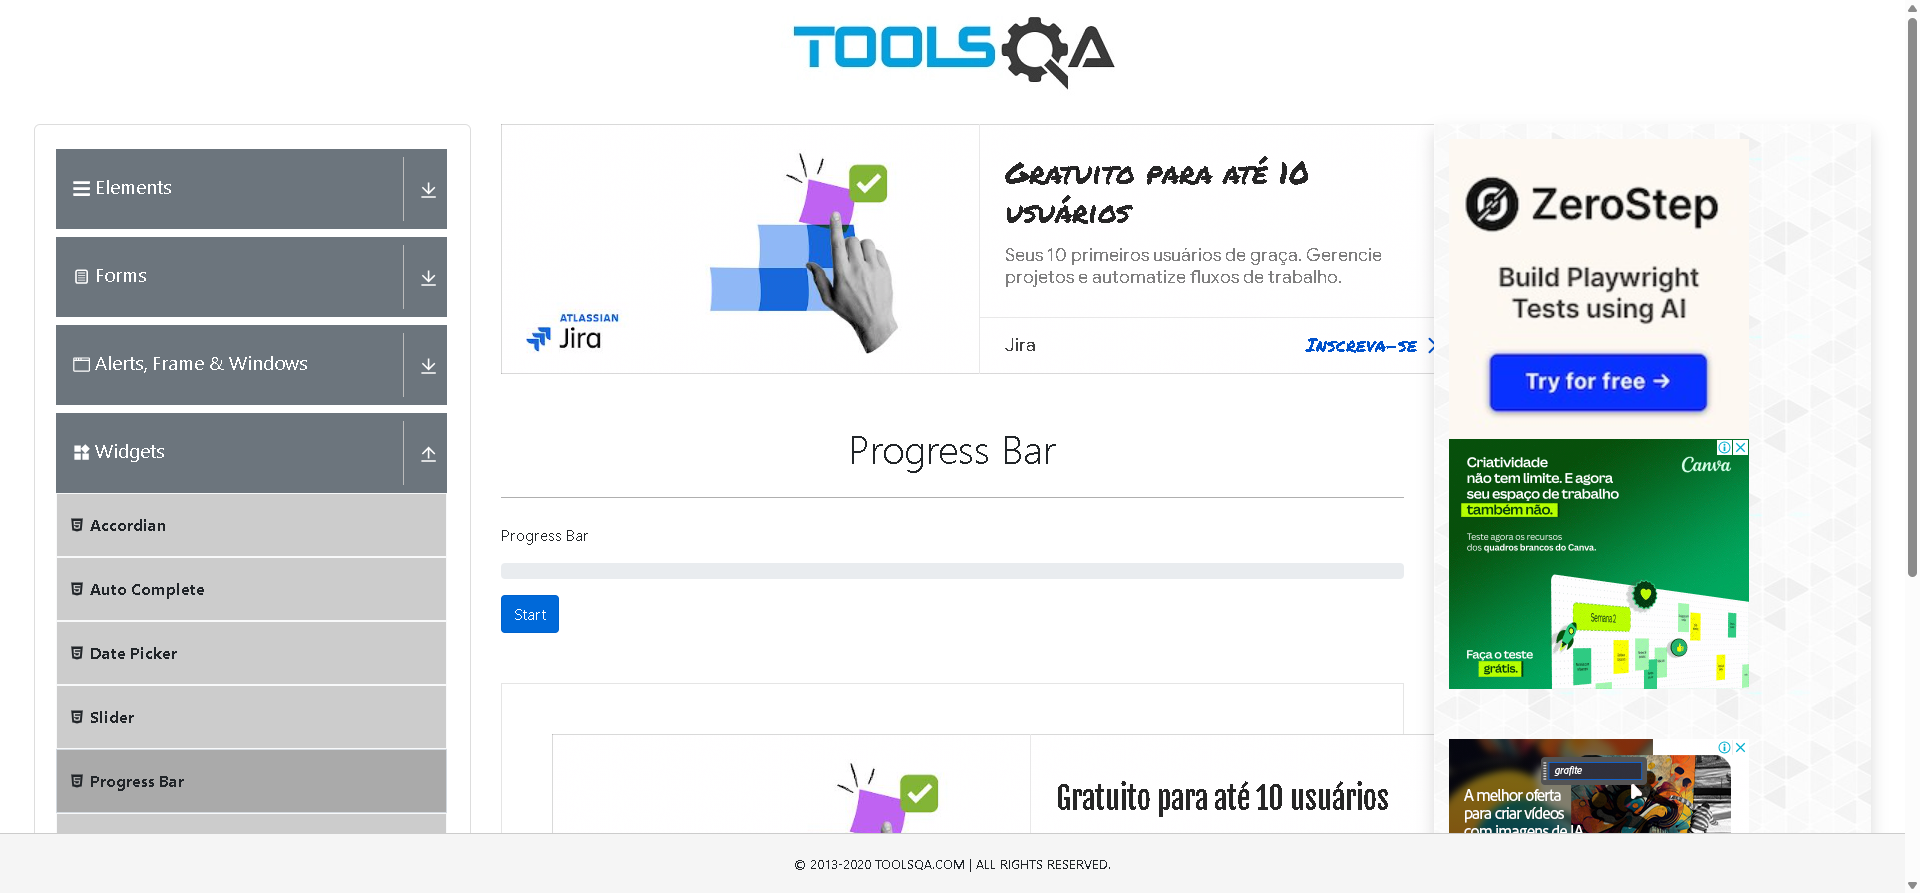 TOOLSQA
Elements
Forms
Alerts, Frame & Windows
Widgets
Accordian
Auto Complete
Date Picker
Slider
Progress Bar
Gratuito para até 10
usuários
Seus 10 primeiros usuários de graça. Gerencie
projetos e automatize fluxos de trabalho.
ATLASSIAN
Jira
Jira
Inscreva-se
Progress Bar
Progress Bar
Start
Gratuito para até 10 usuários
ZeroStep
Build Playwright
Tests using AI
Try for free →
Criatividade
não tem limite. E agora
seu espaço de trabalho
também não.
Canva
Teste agora os recursos
dos quadros brancos do Canva.
Semana 2
Faça o teste
grátis.
grafite
A melhor oferta
para criar vídeos
com imagens de IA
© 2013-2020 TOOLSQA.COM | ALL RIGHTS RESERVED.